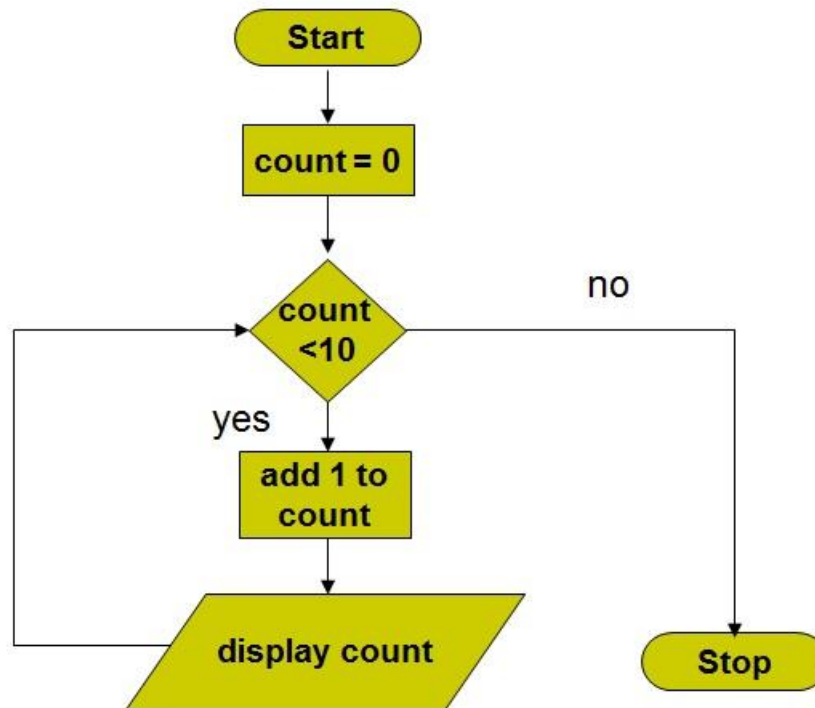 Start
count = 0
count
<10
no
yes
add 1 to
count
display count
Stop